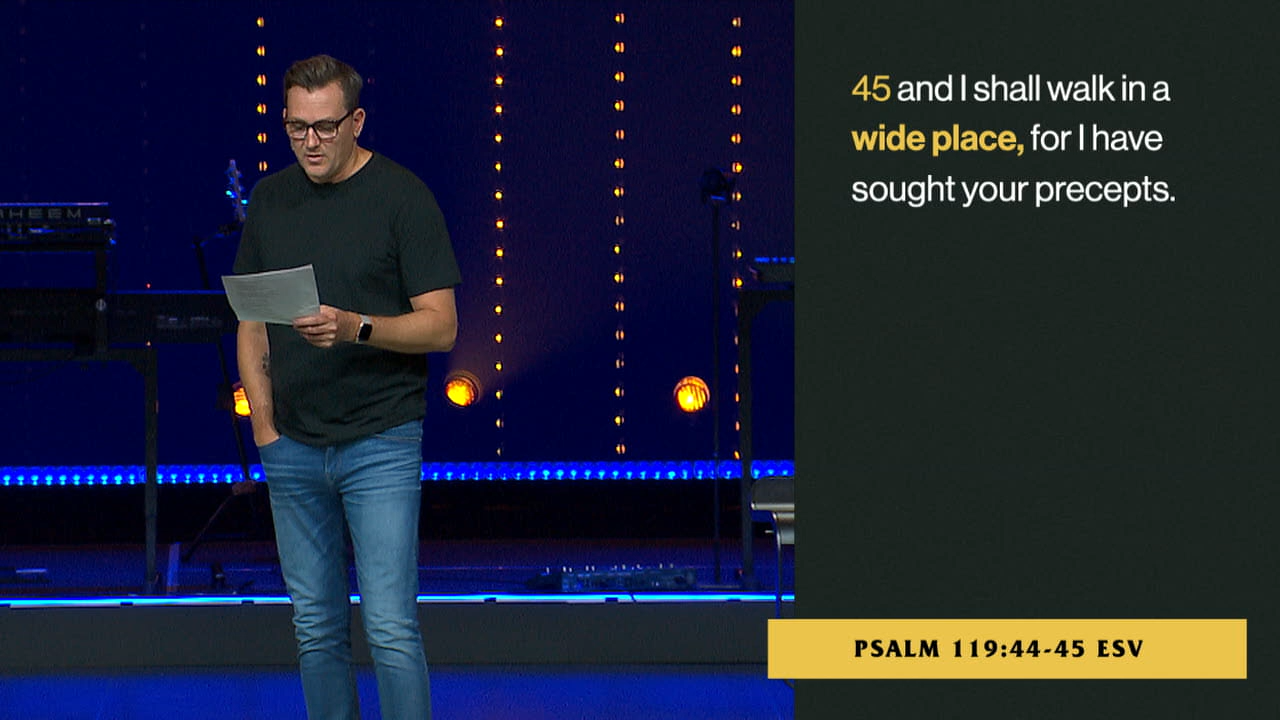 45 and I shall walk in a
wide place, for I have
sought your precepts.
PSALM 119:44-45 ESV